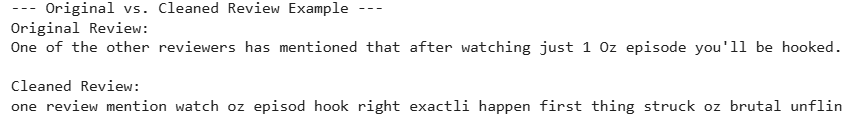 --- Original vs. Cleaned Review Example ---
Original Review:
One of the other reviewers has mentioned that after watching just 1 Oz episode you'll be hooked.
Cleaned Review:
one review mention watch oz episod hook right exactli happen first thing struck oz brutal unflin